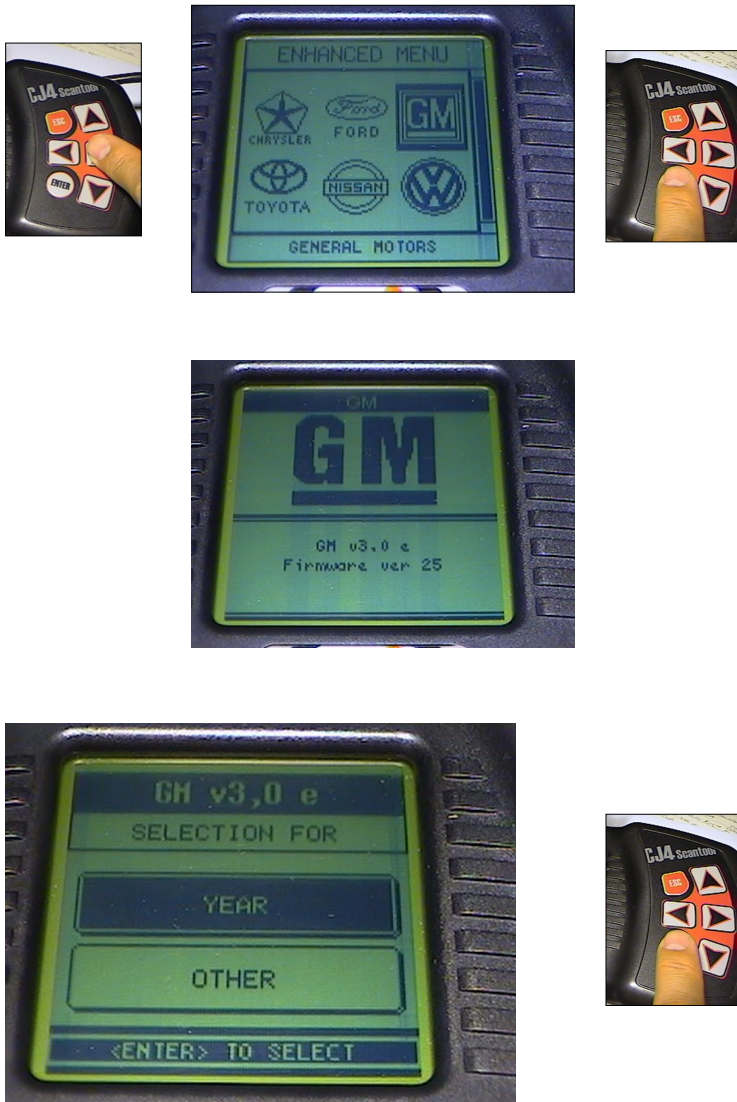 CJ4 Scantool
ESC
ENTER
ENHANCED MENU
CHRYSLER
Ford
FORD
GM
TOYOTA
NISSAN
VW
GENERAL MOTORS
CJ4 Scantool
ESC
GM
GM
GM v3.0 e
Firmware ver 25
GM v3,0 e
SELECTION FOR
YEAR
OTHER
<ENTER> TO SELECT
CJ4 Scantool
ESC